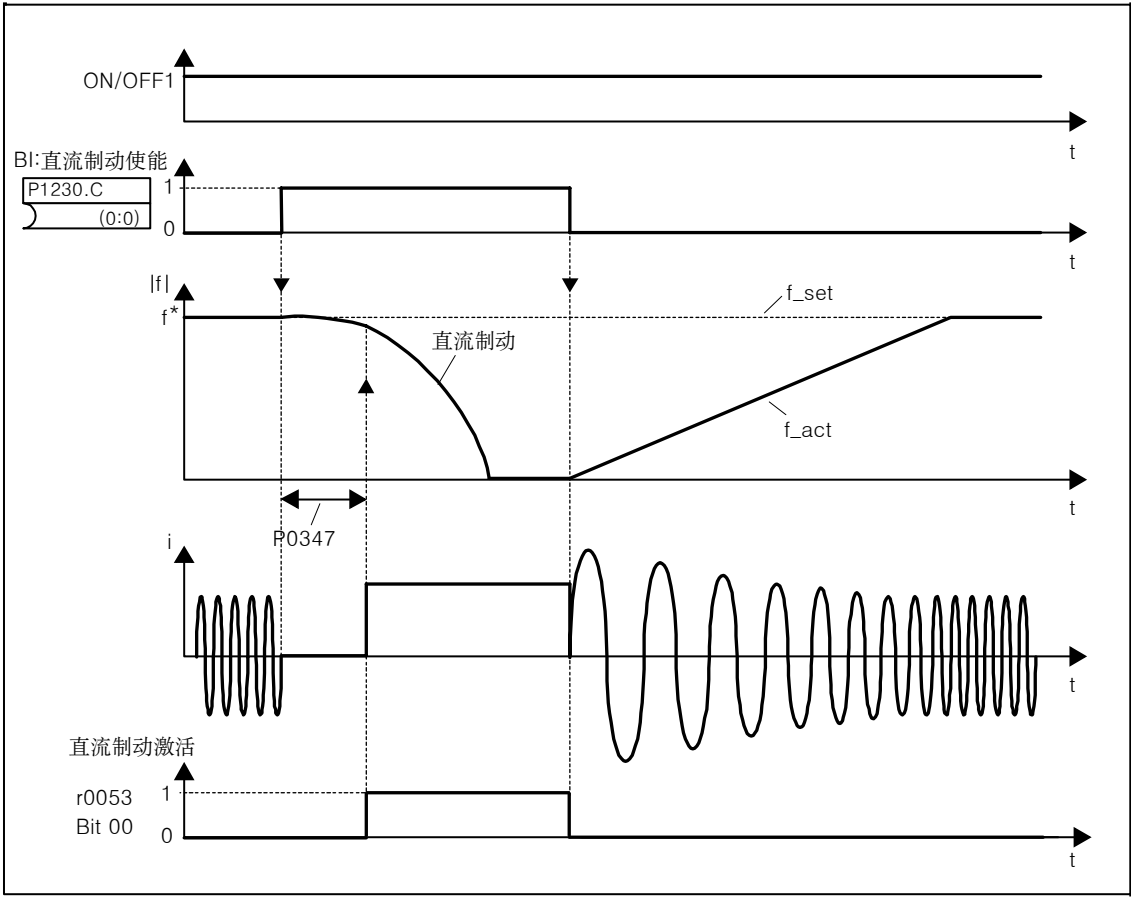 ON/OFF1
t
BI:直流制动使能
P1230.C
(0:0)
1
0
t
|f|
f*
f_set
直流制动
f_act
t
P0347
i
t
直流制动激活
r0053
Bit 00
1
0
t